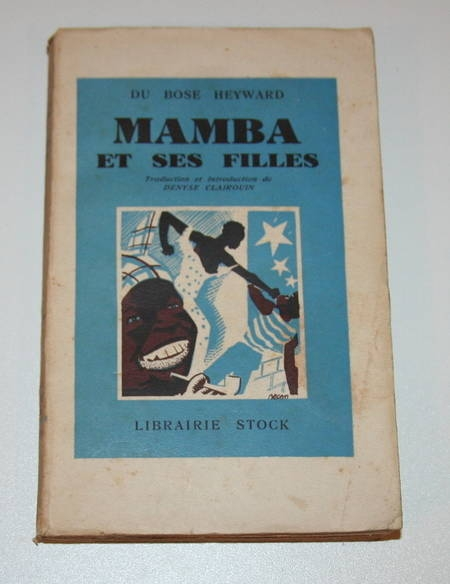 DU BOSE HEYWARD
MAMBA
ET SES FILLES
Traduction et Introduction de
DENYSE CLAIROUIN
LIBRAIRIE STOCK